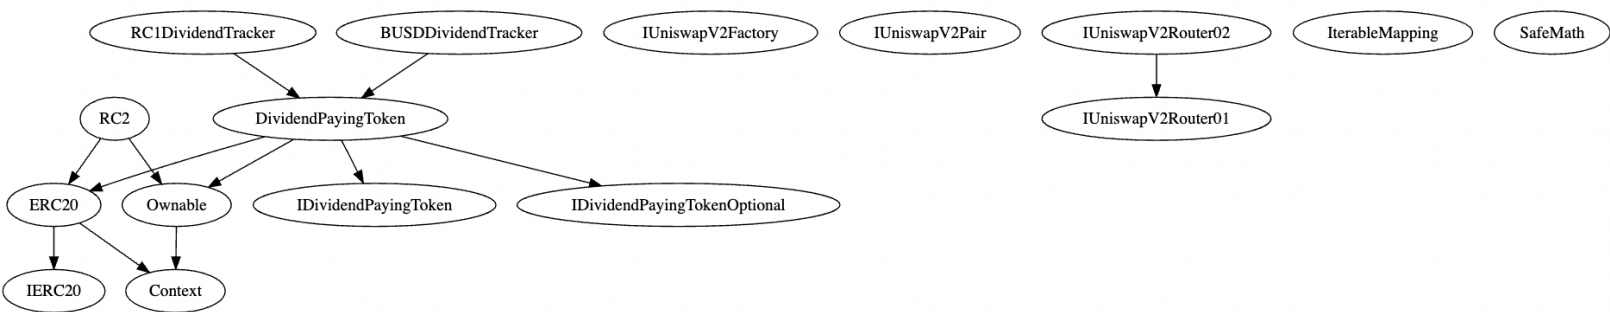 RC1DividendTracker
BUSDDividendTracker
IUniswapV2Factory
IUniswapV2Pair
IUniswapV2Router02
IterableMapping
SafeMath
RC2
DividendPayingToken
IUniswapV2Router01
ERC20
Ownable
IDividendPayingToken
IDividendPayingTokenOptional
IERC20
Context